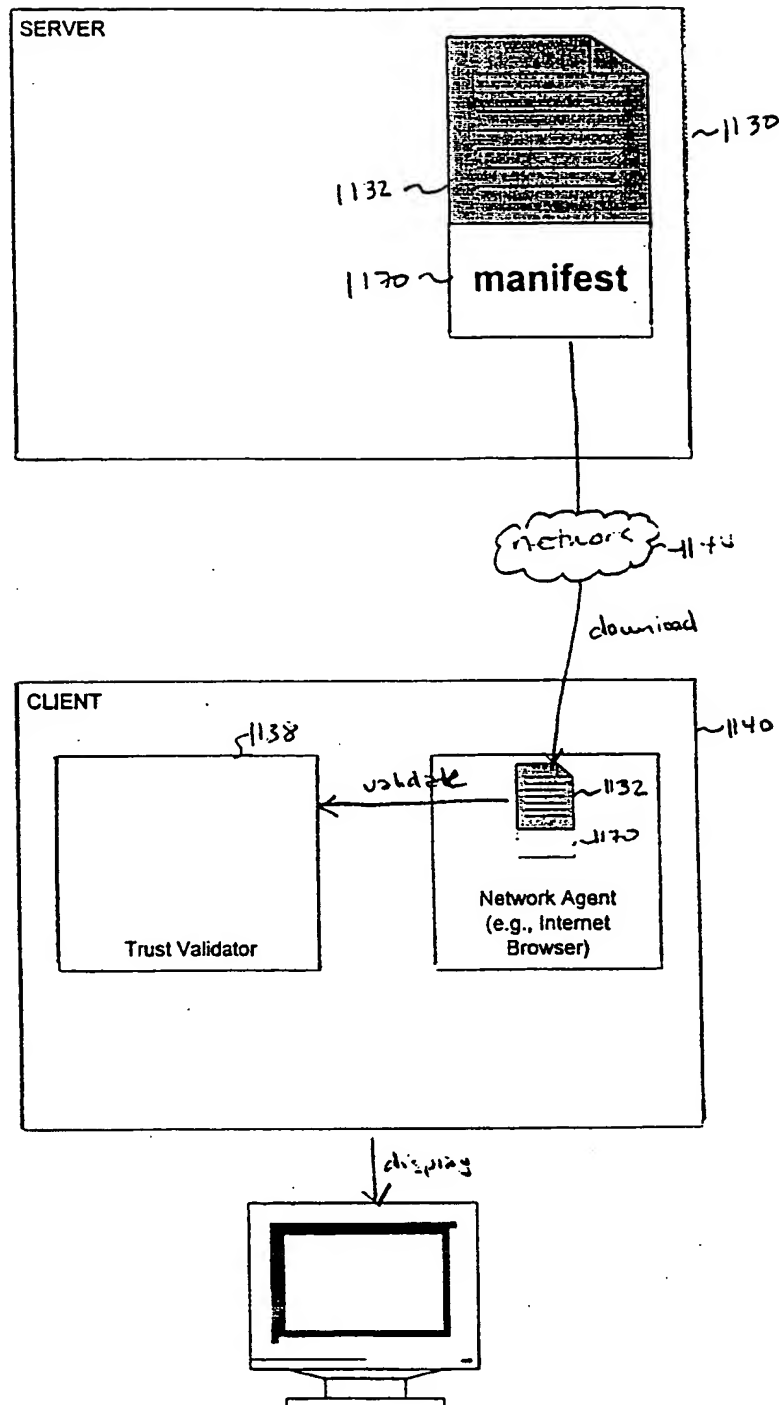 SERVER
1130
1132
1170
manifest
network
download
CLIENT
1138
1140
validate
1132
1170
Network Agent
(e.g., Internet
Browser)
Trust Validator
display